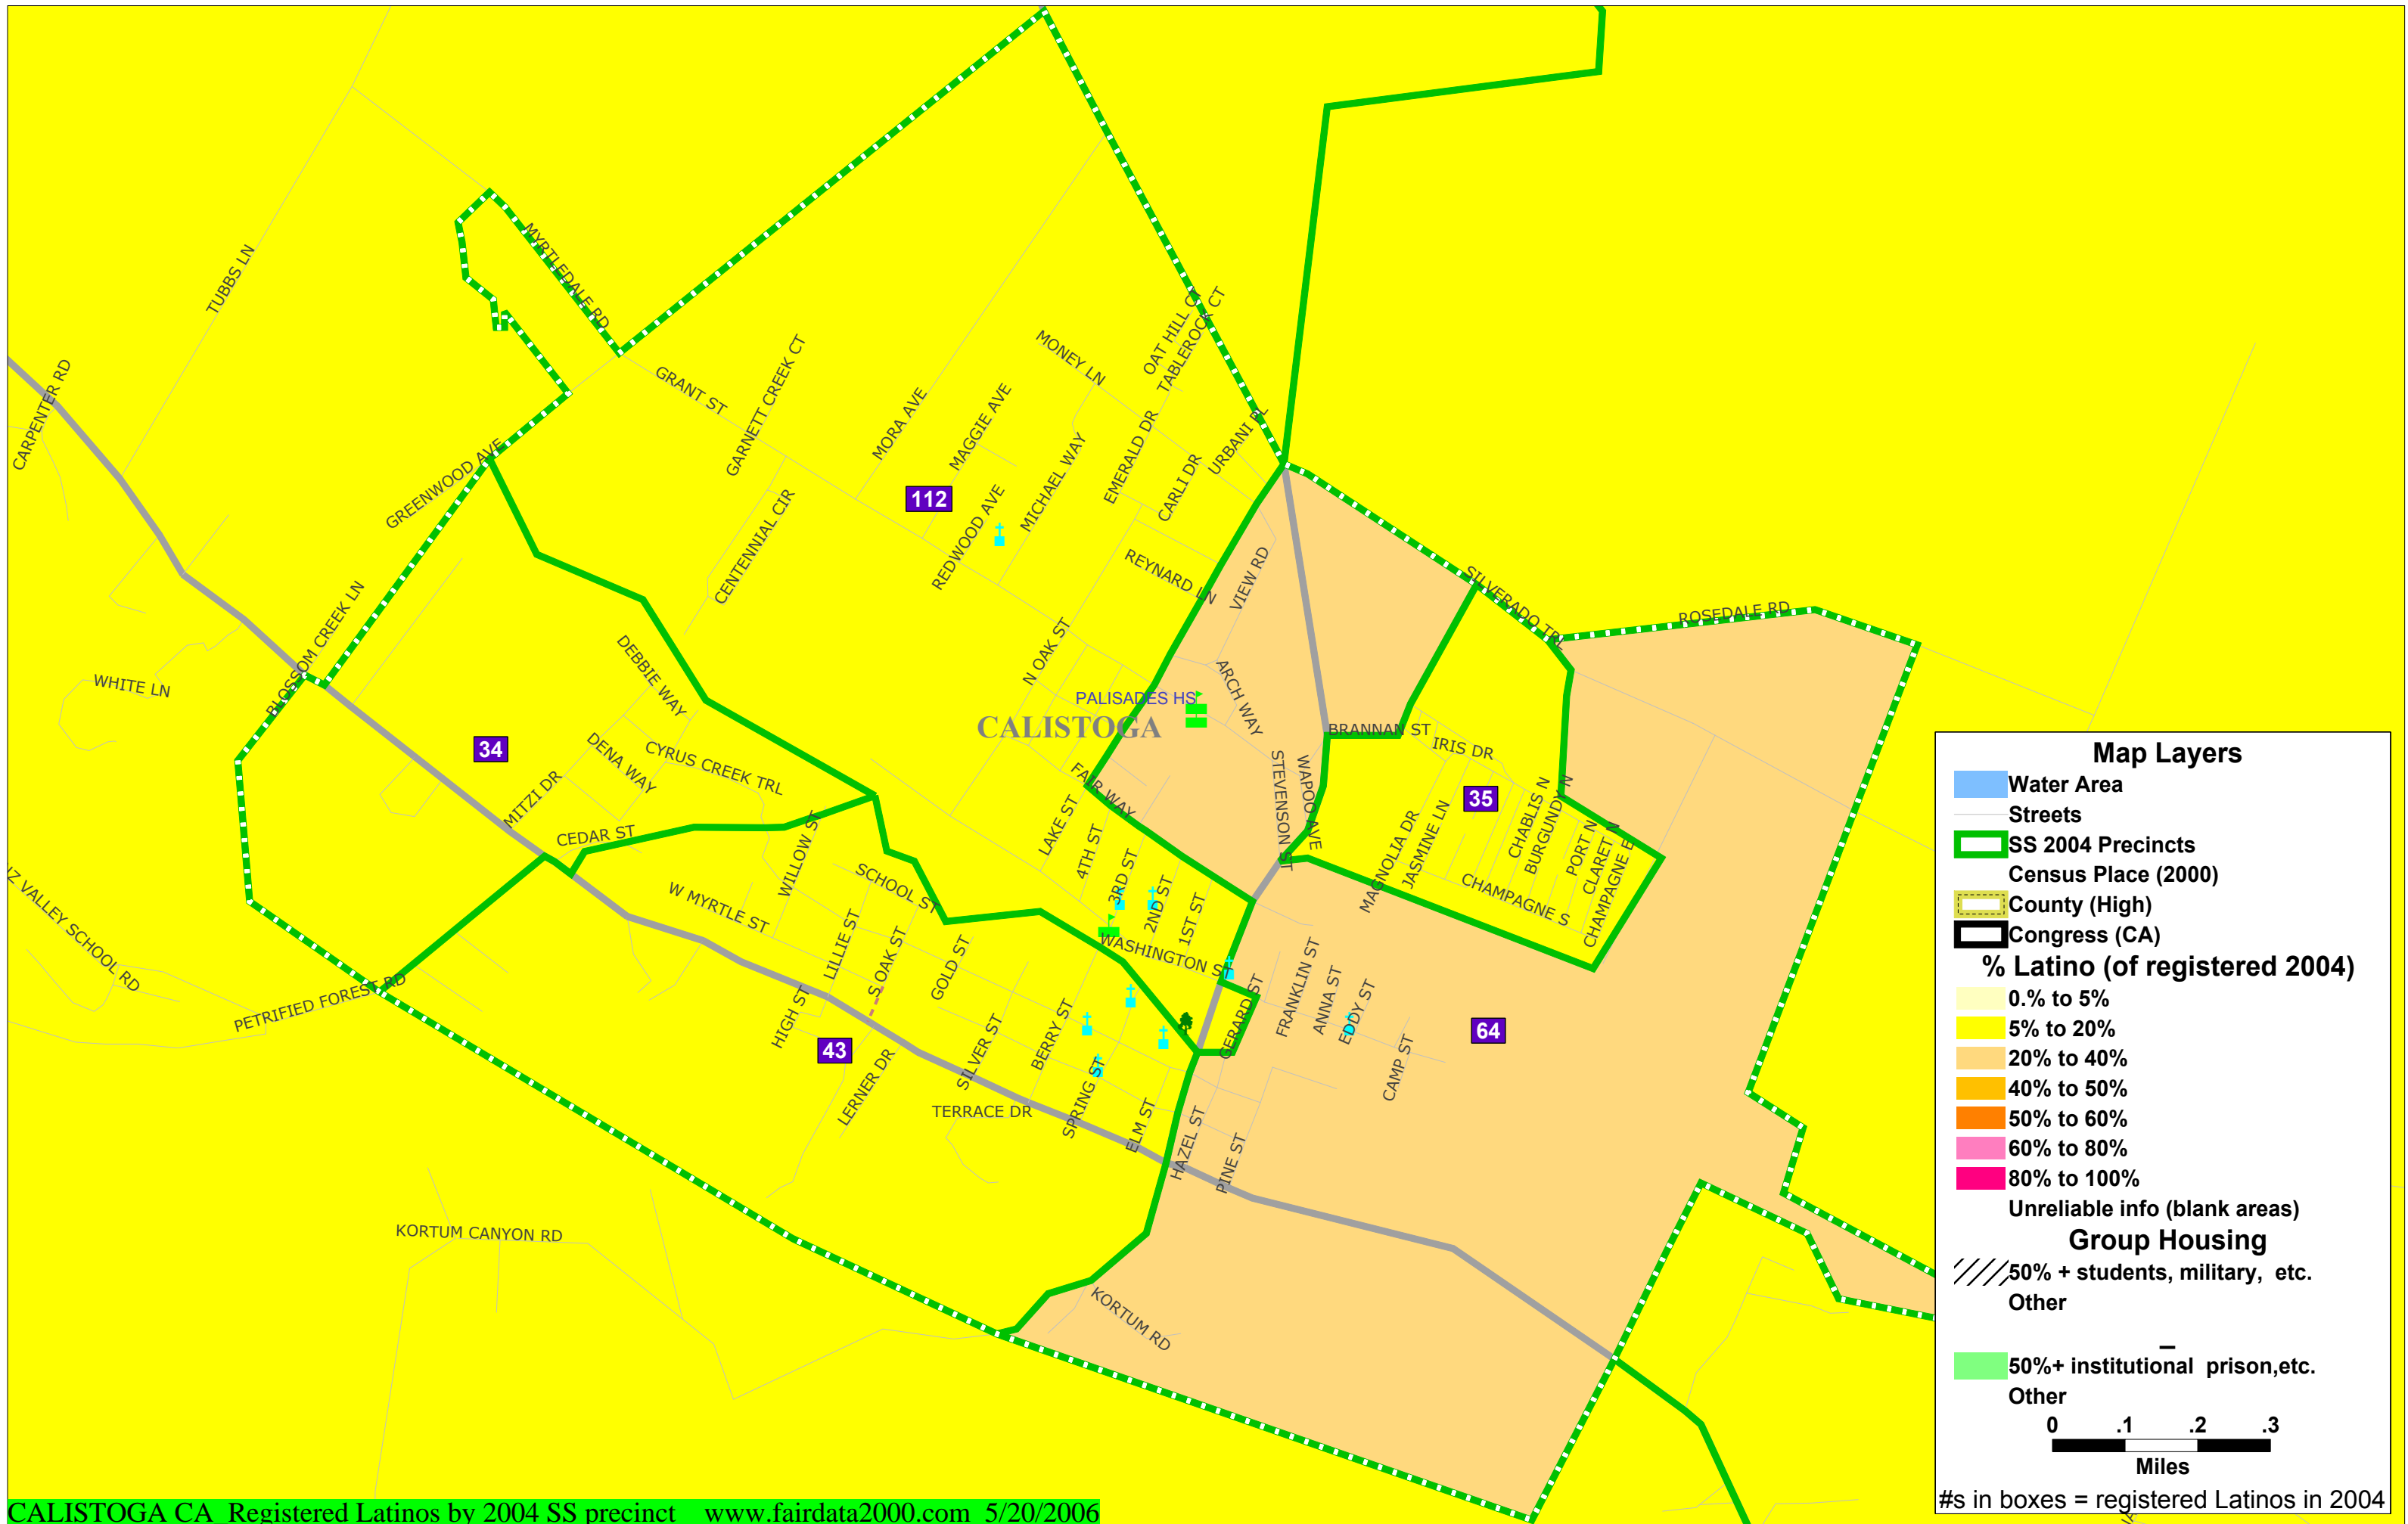 TUBBS LN
MYRTLEDALE RD
CARPENTER RD
GREENWOOD AVE
GRANT ST
GARNETT CREEK CT
MORA AVE
MAGGIE AVE
MONEY LN
OAT HILL CT
TABLEROCK CT
EMERALD DR
URBANI PL
MICHAEL WAY
CARLI DR
112
REDWOOD AVE
CENTENNIAL CIR
REYNARD LN
VIEW RD
SILVERADO TRL
ROSEDALE RD
BLOSSOM CREEK LN
WHITE LN
DEBBIE WAY
N OAK ST
ARCH WAY
PALISADES HS
CALISTOGA
BRANNAN ST
IRIS DR
34
DENA WAY
CYRUS CREEK TRL
MITZI DR
FAIR WAY
STEVENSON ST
WAPOO AVE
35
CHABLIS N
BURGUNDY N
PORT N
CLARET N
CHAMPAGNE E
MAGNOLIA DR
JASMINE LN
CHAMPAGNE S
CEDAR ST
WILLOW ST
LAKE ST
4TH ST
3RD ST
2ND ST
1ST ST
SCHOOL ST
W MYRTLE ST
LILLIE ST
S OAK ST
GOLD ST
WASHINGTON ST
IZ VALLEY SCHOOL RD
PETRIFIED FOREST RD
HIGH ST
43
LERNER DR
SILVER ST
BERRY ST
SPRING ST
TERRACE DR
ELM ST
GERARD ST
FRANKLIN ST
ANNA ST
EDDY ST
CAMP ST
64
HAZEL ST
PINE ST
KORTUM CANYON RD
KORTUM RD
Map Layers
Water Area
Streets
SS 2004 Precincts
Census Place (2000)
County (High)
Congress (CA)
% Latino (of registered 2004)
0.% to 5%
5% to 20%
20% to 40%
40% to 50%
50% to 60%
60% to 80%
80% to 100%
Unreliable info (blank areas)
Group Housing
50% + students, military, etc.
Other
50%+ institutional prison,etc.
Other
0 .1 .2 .3
Miles
#s in boxes = registered Latinos in 2004
CALISTOGA CA Registered Latinos by 2004 SS precinct www.fairdata2000.com 5/20/2006